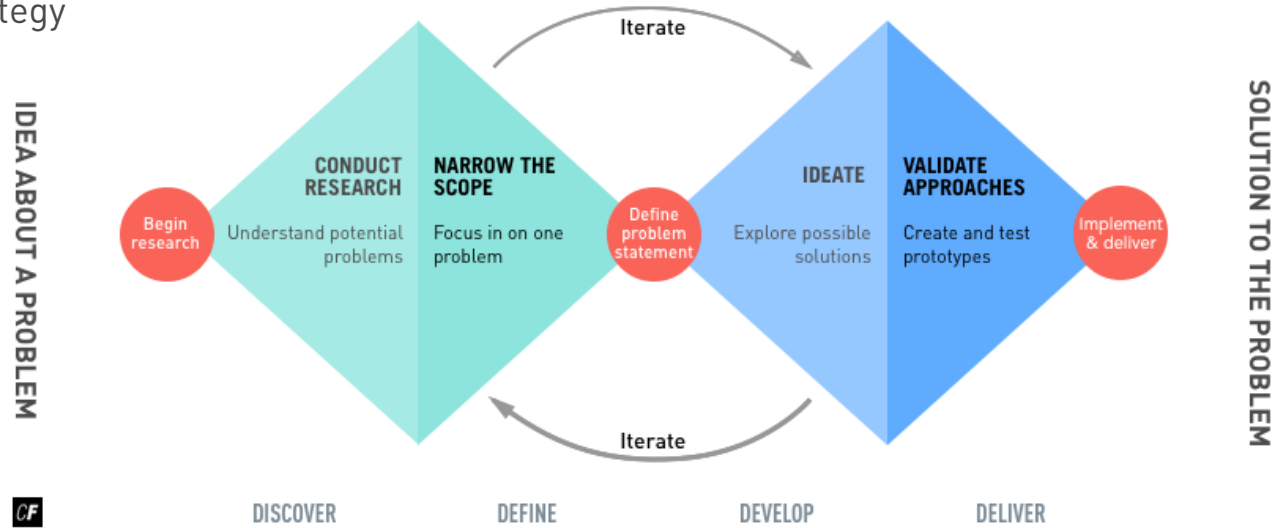 tegy
Iterate
IDEA ABOUT A PROBLEM
SOLUTION TO THE PROBLEM
CONDUCT
RESEARCH
Understand potential
problems
NARROW THE
SCOPE
Focus in on one
problem
IDEATE
Explore possible
solutions
VALIDATE
APPROACHES
Create and test
prototypes
Begin
research
Define
problem
statement
Implement
& deliver
Iterate
CF
DISCOVER
DEFINE
DEVELOP
DELIVER